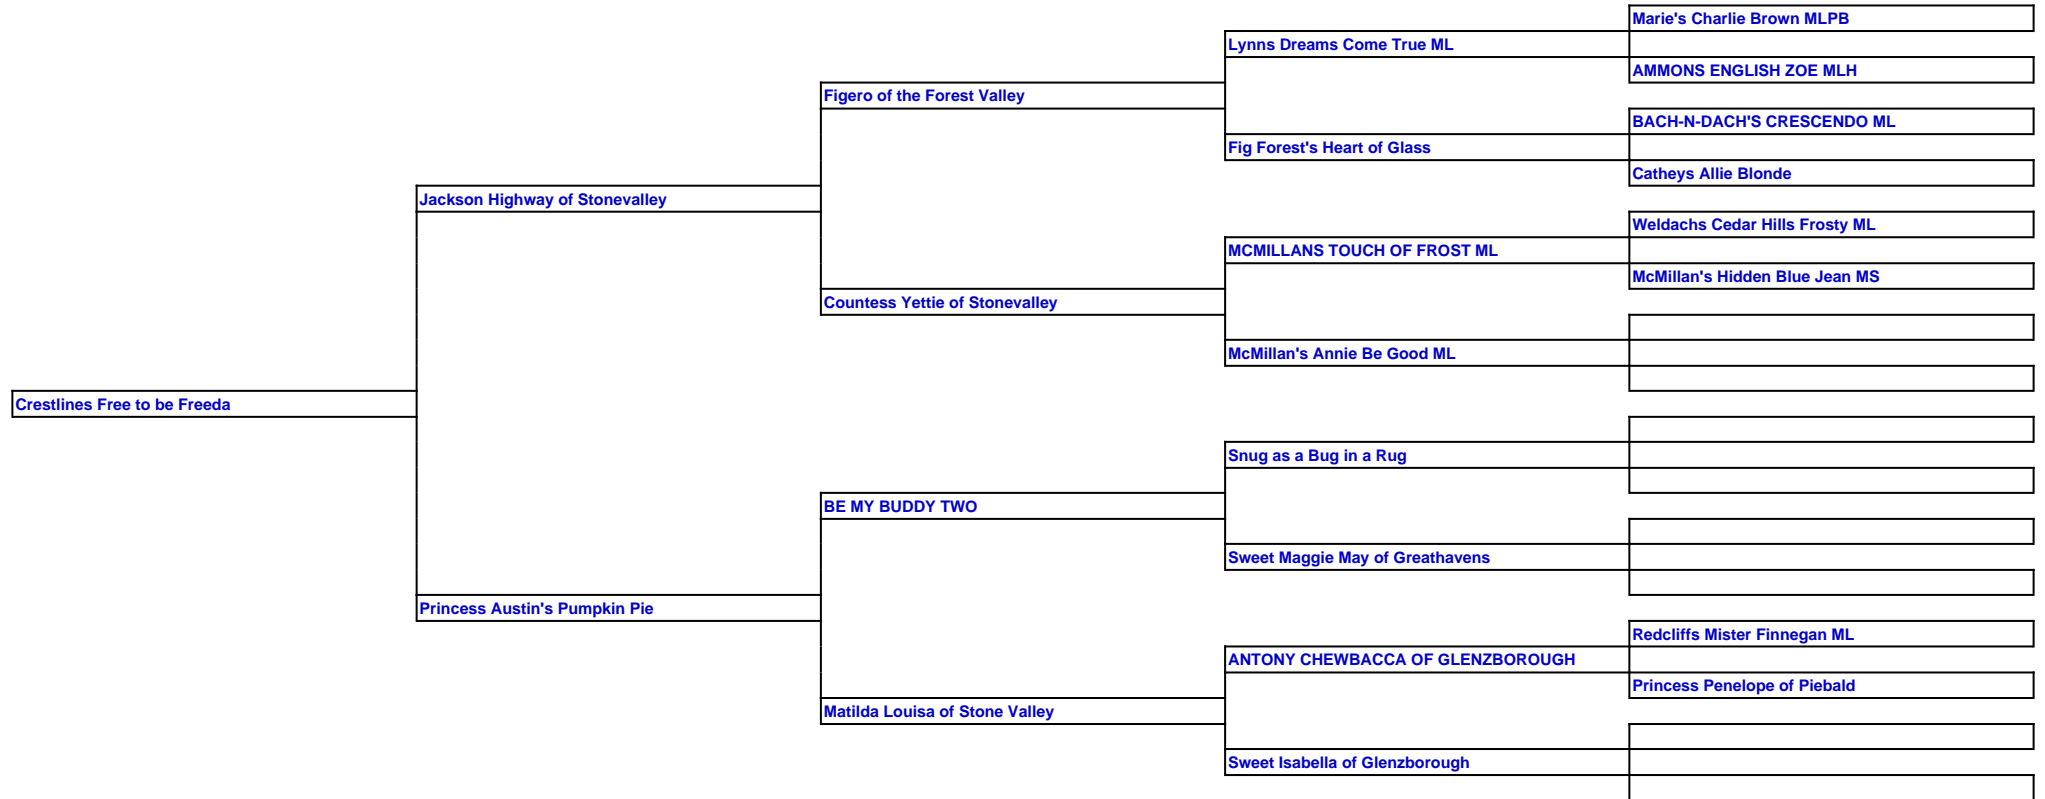 Marie's Charlie Brown MLPB
Lynns Dreams Come True ML
AMMONS ENGLISH ZOE MLH
Figero of the Forest Valley
BACH-N-DACH'S CRESCENDO ML
Fig Forest's Heart of Glass
Catheys Allie Blonde
Jackson Highway of Stonevalley
Weldachs Cedar Hills Frosty ML
MCMILLANS TOUCH OF FROST ML
McMillan's Hidden Blue Jean MS
Countess Yettie of Stonevalley
McMillan's Annie Be Good ML
Crestlines Free to be Freeda
Snug as a Bug in a Rug
BE MY BUDDY TWO
Sweet Maggie May of Greathavens
Princess Austin's Pumpkin Pie
Redcliffs Mister Finnegan ML
ANTONY CHEWBACCA OF GLENZBOROUGH
Princess Penelope of Piebald
Matilda Louisa of Stone Valley
Sweet Isabella of Glenzborough